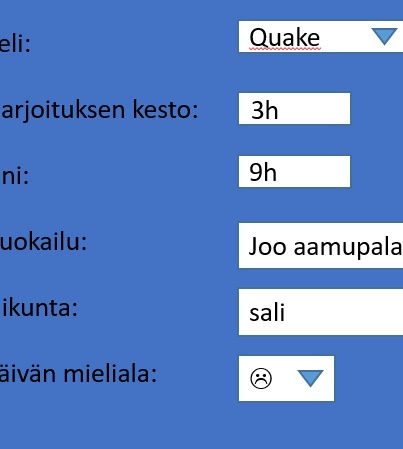 eli: Quake
arjoituksen kesto: 3h
ni: 9h
uokailu: Joo aamupala
ikunta: sali
äivän mieliala: ☹